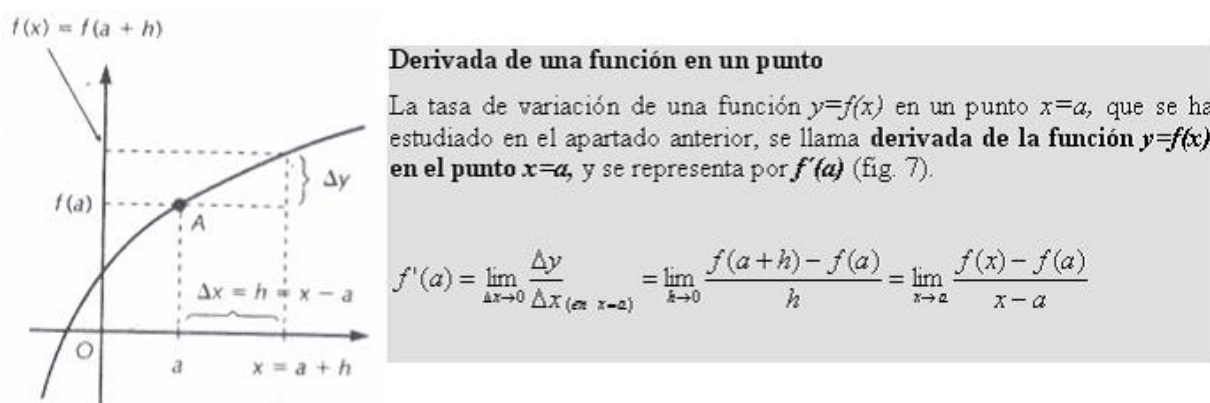 f(x) = f(a + h)
f(a)
A
Δy
Δx = h = x − a
O
a
x = a + h
Derivada de una función en un punto
La tasa de variación de una función y=f(x) en un punto x=a, que se ha
estudiado en el apartado anterior, se llama derivada de la función y=f(x)
en el punto x=a, y se representa por f´(a) (fig. 7).
f'(a) = lim Δx→0 Δy/Δx (en x=a) = lim h→0 (f(a+h) − f(a))/h = lim x→a (f(x) − f(a))/(x − a)